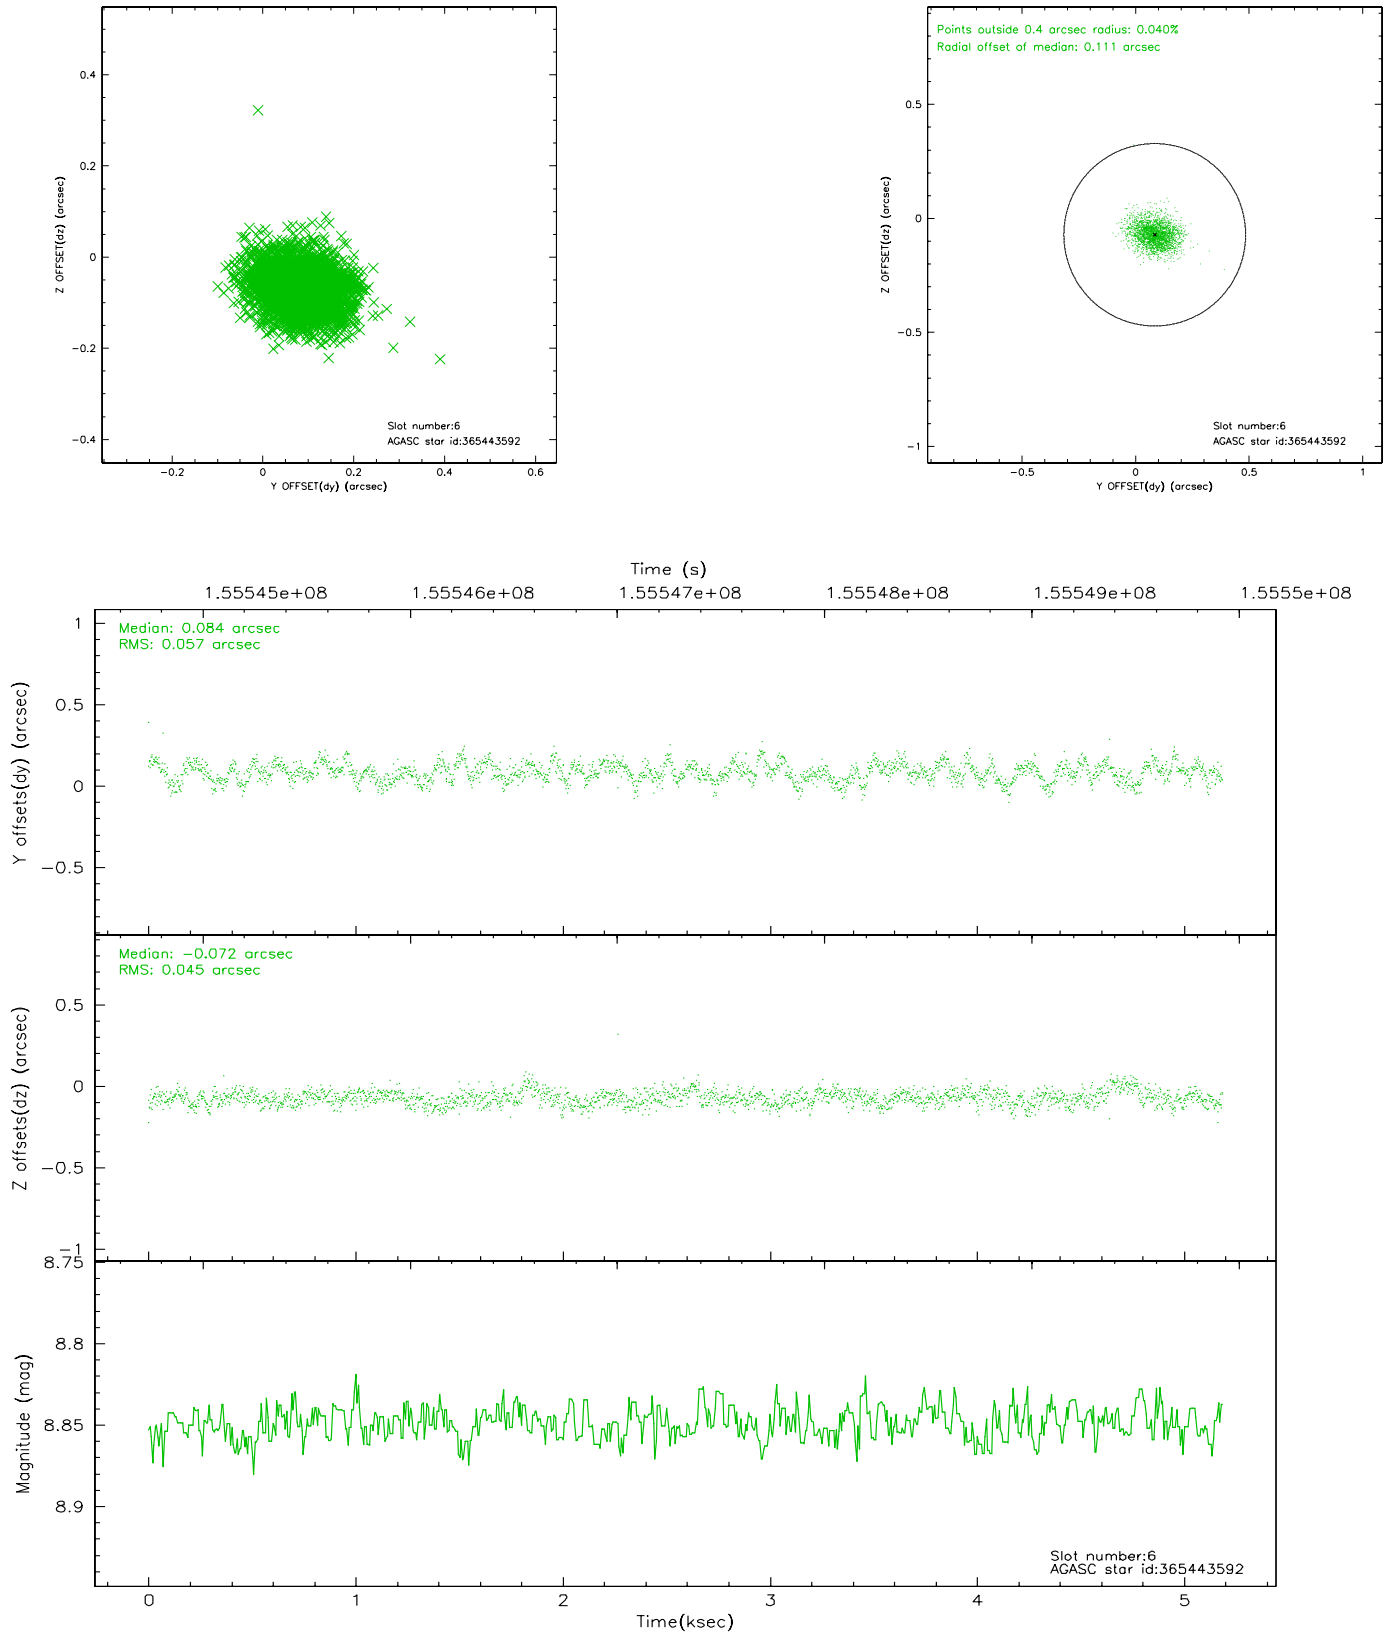 0.4
0.2
0
−0.2
−0.4
Z OFFSET(dz) (arcsec)
Slot number:6
AGASC star id:365443592
−0.2 0 0.2 0.4 0.6
Y OFFSET(dy) (arcsec)
Points outside 0.4 arcsec radius: 0.040%
Radial offset of median: 0.111 arcsec
0.5
0
−0.5
−1
Z OFFSET(dz) (arcsec)
Slot number:6
AGASC star id:365443592
−0.5 0 0.5 1
Y OFFSET(dy) (arcsec)
Time (s)
1.55545e+08 1.55546e+08 1.55547e+08 1.55548e+08 1.55549e+08 1.5555e+08
Median: 0.084 arcsec
RMS: 0.057 arcsec
1
0.5
0
−0.5
Y offsets(dy) (arcsec)
Median: −0.072 arcsec
RMS: 0.045 arcsec
0.5
0
−0.5
−1
Z offsets(dz) (arcsec)
8.75
8.8
8.85
8.9
Magnitude (mag)
Slot number:6
AGASC star id:365443592
0 1 2 3 4 5
Time(ksec)